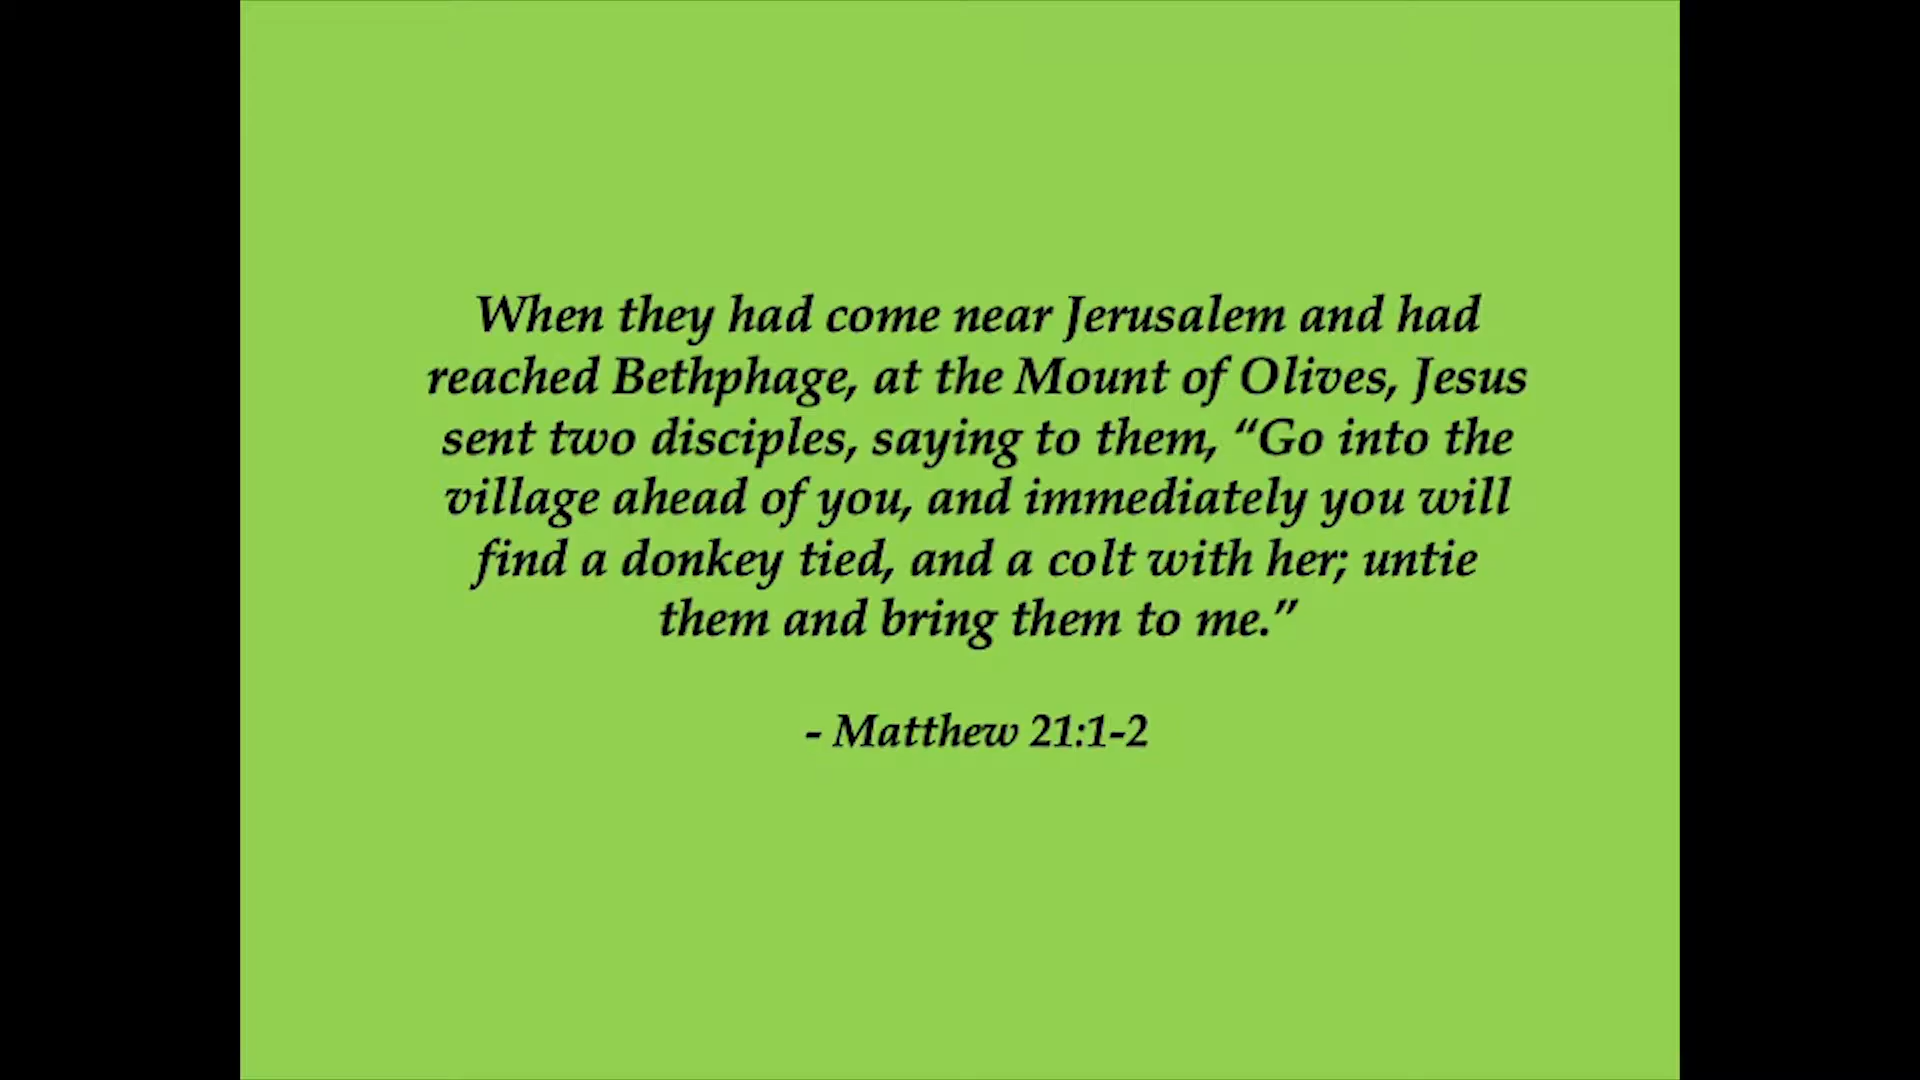 When they had come near Jerusalem and had
reached Bethphage, at the Mount of Olives, Jesus
sent two disciples, saying to them, “Go into the
village ahead of you, and immediately you will
find a donkey tied, and a colt with her; untie
them and bring them to me.”
- Matthew 21:1-2